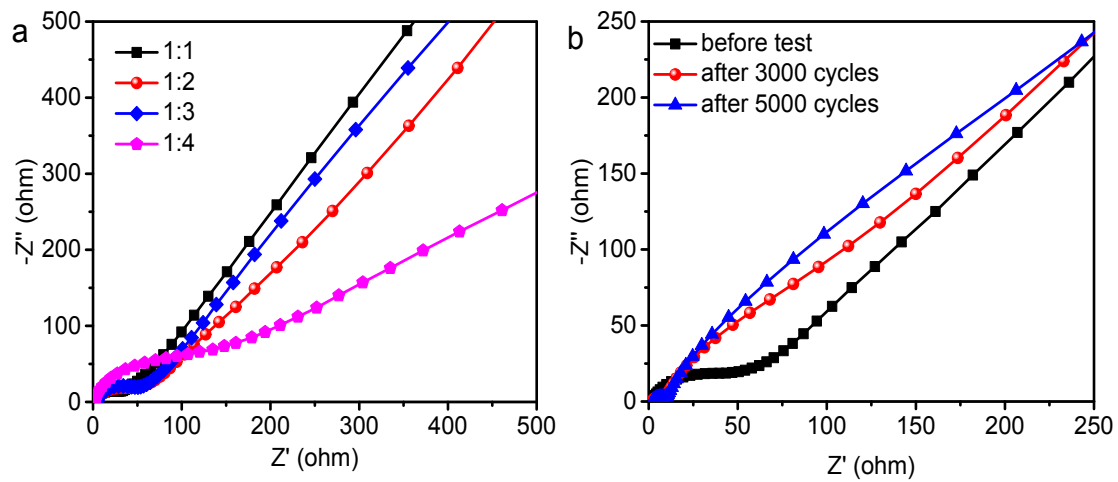 a
500
400
300
200
100
0
-Z'' (ohm)
1:1
1:2
1:3
1:4
0 100 200 300 400 500
Z' (ohm)
b
250
200
150
100
50
0
-Z'' (ohm)
before test
after 3000 cycles
after 5000 cycles
0 50 100 150 200 250
Z' (ohm)